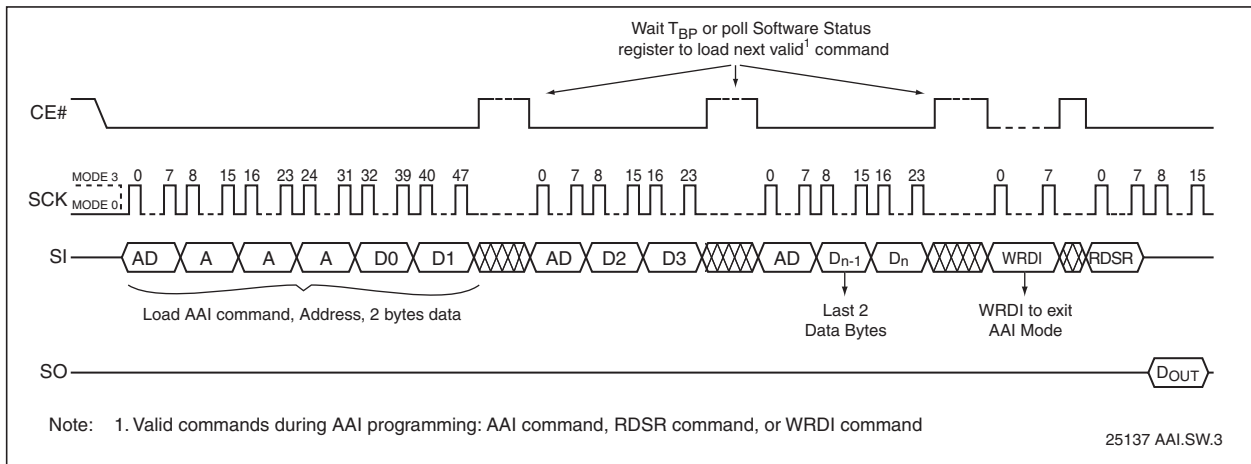 Wait TBP or poll Software Status
register to load next valid1 command
CE#
MODE 3
MODE 0
SCK
0 7 8 15 16 23 24 31 32 39 40 47 0 7 8 15 16 23 0 7 8 15 16 23 0 7 0 7 8 15
SI
AD A A A D0 D1 AD D2 D3 AD Dn-1 Dn WRDI RDSR
Load AAI command, Address, 2 bytes data
Last 2
Data Bytes
WRDI to exit
AAI Mode
SO
DOUT
Note: 1. Valid commands during AAI programming: AAI command, RDSR command, or WRDI command
25137 AAI.SW.3